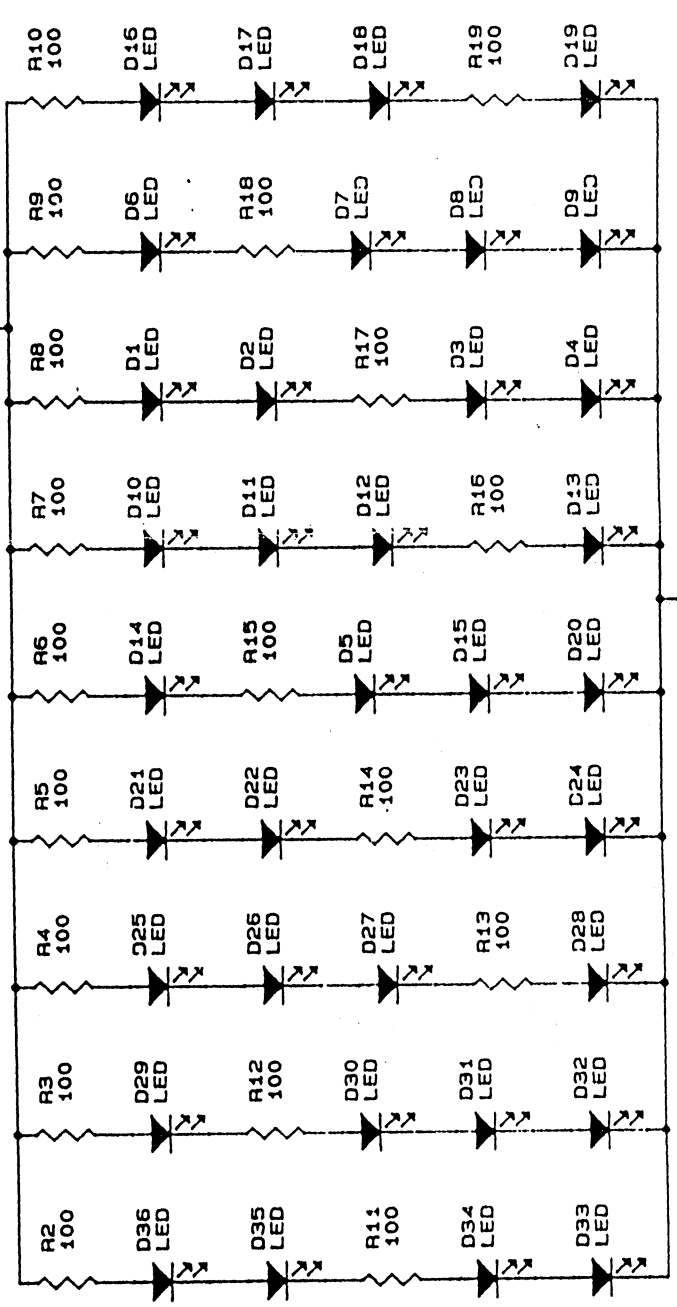 R10
100
D16
LED
D17
LED
D18
LED
R19
100
D19
LED
R9
100
D6
LED
R18
100
D7
LED
D8
LED
D9
LED
R8
100
D1
LED
D2
LED
R17
100
D3
LED
D4
LED
R7
100
D10
LED
D11
LED
D12
LED
R16
100
D13
LED
R6
100
D14
LED
R15
100
D5
LED
D15
LED
D20
LED
R5
100
D21
LED
D22
LED
R14
100
D23
LED
D24
LED
R4
100
D25
LED
D26
LED
D27
LED
R13
100
D28
LED
R3
100
D29
LED
R12
100
D30
LED
D31
LED
D32
LED
R2
100
D36
LED
D35
LED
R11
100
D34
LED
D33
LED